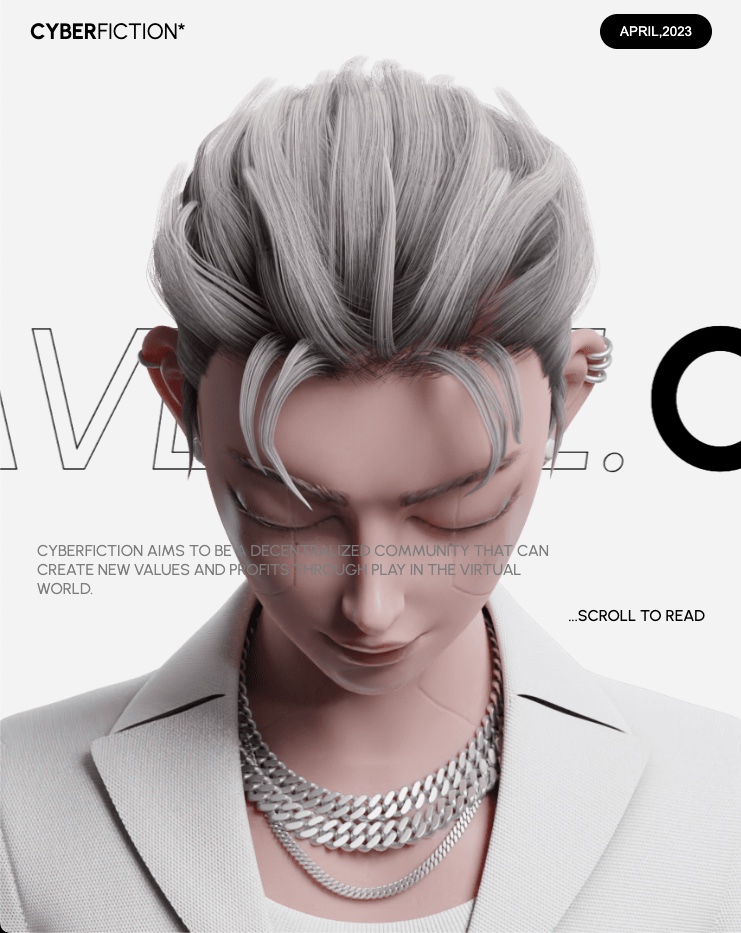 CYBERFICTION*
APRIL,2023
CYBERFICTION AIMS TO BE A DECENTRALIZED COMMUNITY THAT CAN
CREATE NEW VALUES AND PROFITS THROUGH PLAY IN THE VIRTUAL
WORLD.
...SCROLL TO READ